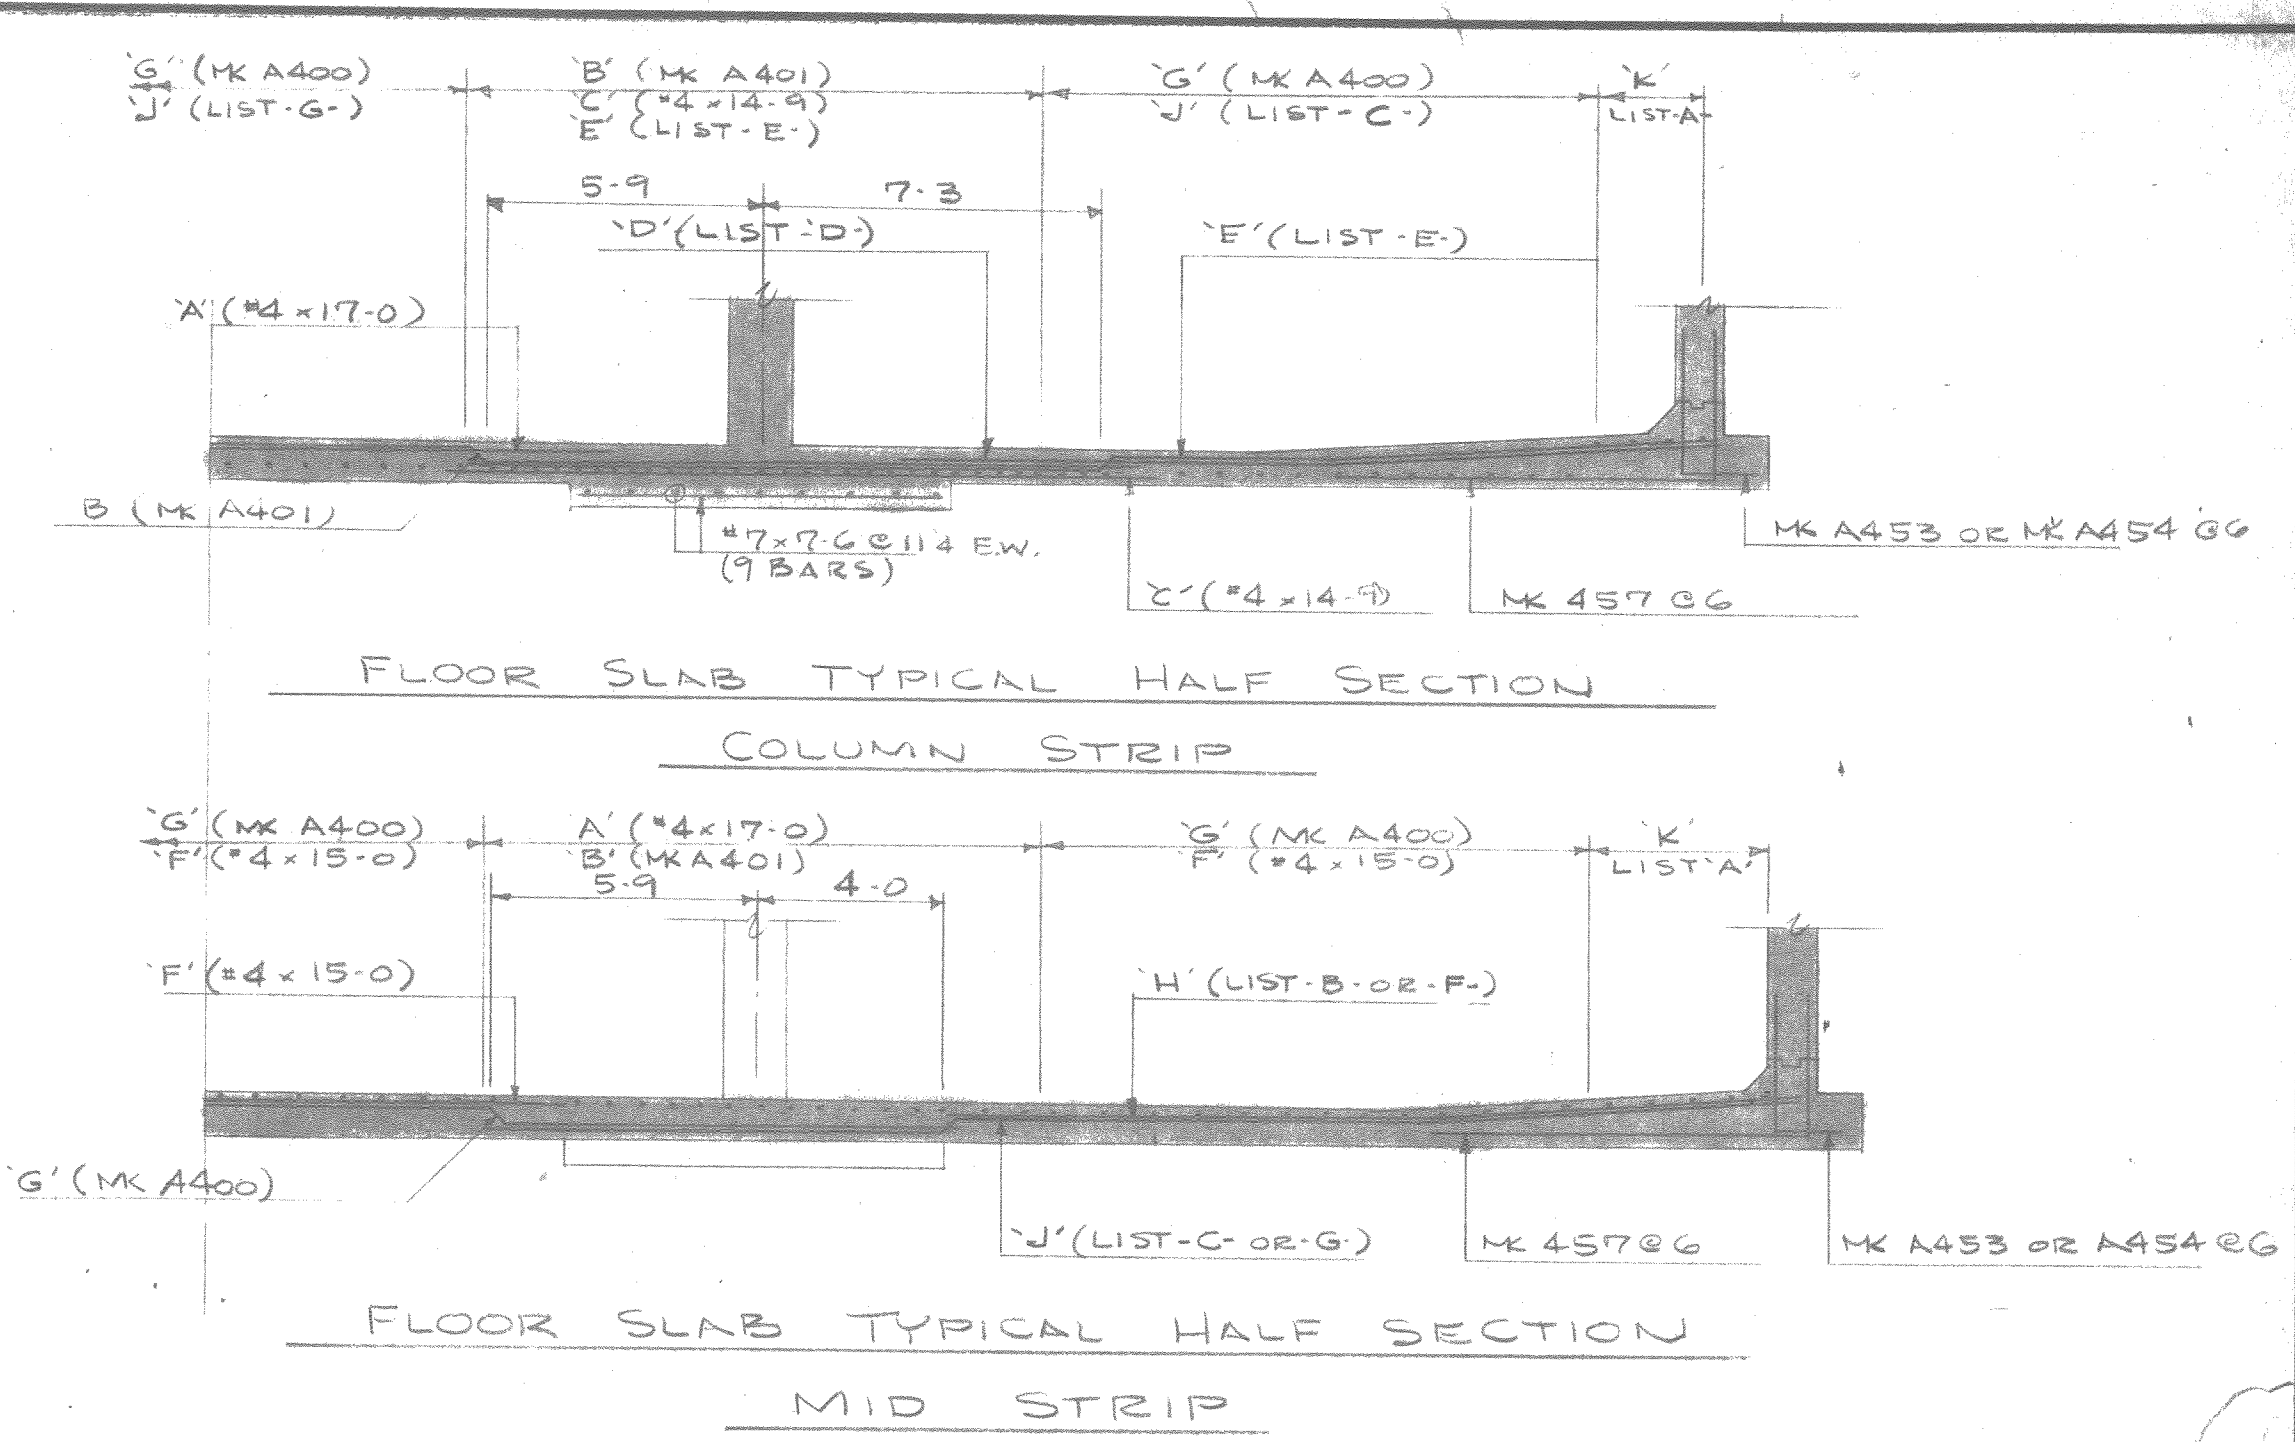 'G' (MK A400)
'J' (LIST-G-)
'B' (MK A401)
'C' (#4×14-9)
'E' (LIST-E-)
'G' (MK A400)
'J' (LIST-C-)
'K'
LIST-A-
5-9
7-3
'D' (LIST-'D-)
'E' (LIST-E-)
'A' (#4×17-0)
B (MK A401)
#7×7-6@11 4 E.W.
(9 BARS)
MK A453 OR MK A454 @6
'C' (#4×14-9)
MK 457 @6
FLOOR SLAB TYPICAL HALF SECTION
COLUMN STRIP
'G' (MK A400)
'F' (#4×15-0)
A' (#4×17-0)
'B' (MK A401)
'G' (MK A400)
'F' (#4×15-0)
'K'
LIST'A'
5-9
4-0
'F' (#4×15-0)
'H' (LIST-B-OR-F-)
'G' (MK A400)
'J' (LIST-C-OR-G-)
MK 457@6
MK A453 OR A454 @6
FLOOR SLAB TYPICAL HALF SECTION
MID STRIP